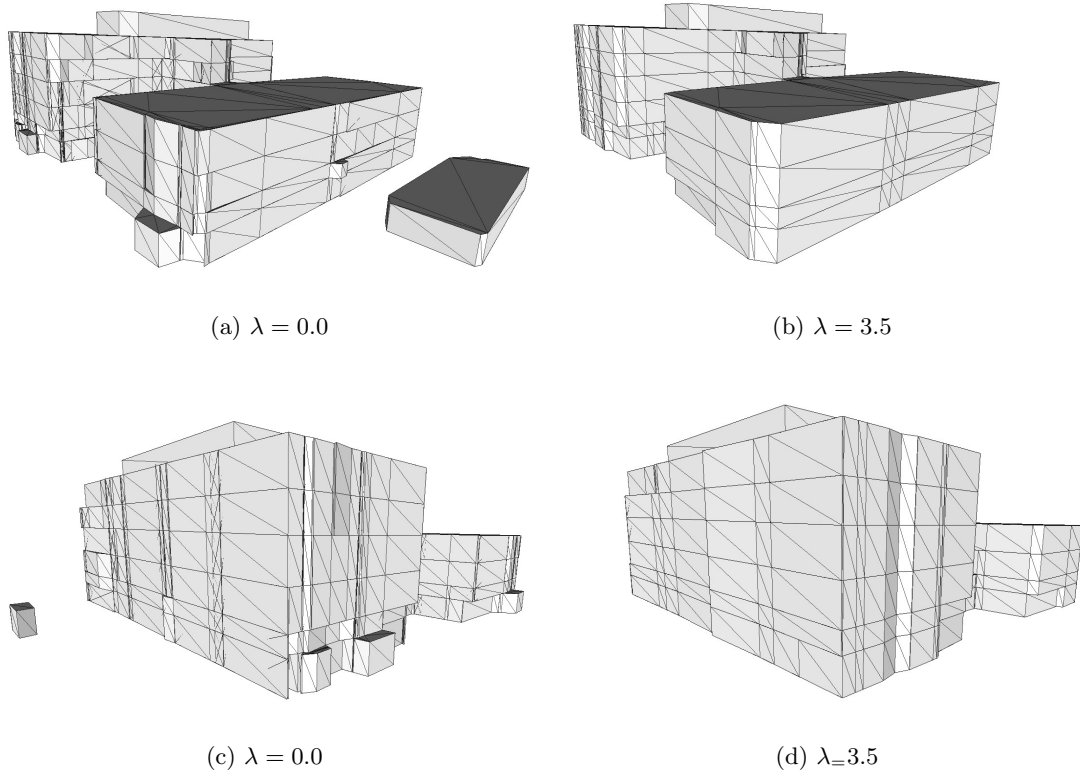 (a) λ = 0.0
(b) λ = 3.5
(c) λ = 0.0
(d) λ=3.5